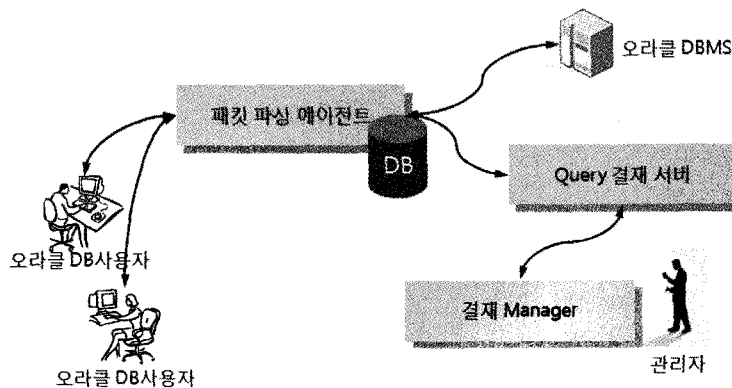 오라클 DBMS
패킷 파싱 에이전트
DB
Query 결재 서버
오라클 DB사용자
결재 Manager
오라클 DB사용자
관리자